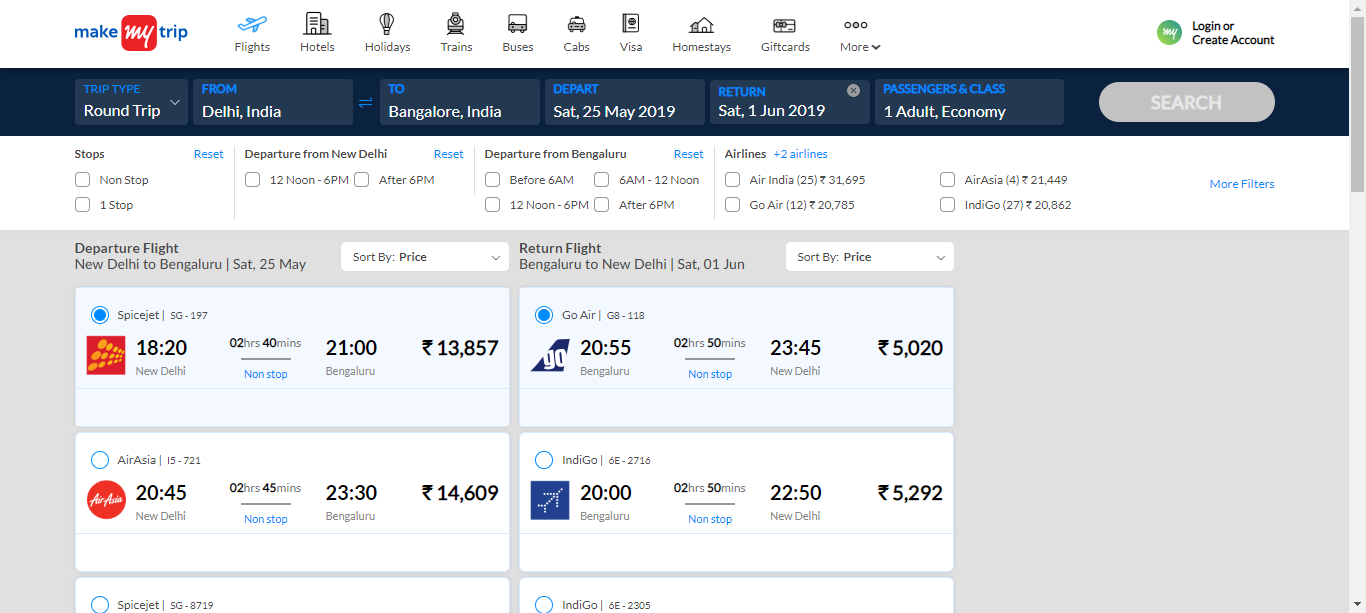 make my trip
Flights
Hotels
Holidays
Trains
Buses
Cabs
Visa
Homestays
Giftcards
More
my
Login or
Create Account
TRIP TYPE
Round Trip
FROM
Delhi, India
TO
Bangalore, India
DEPART
Sat, 25 May 2019
RETURN
Sat, 1 Jun 2019
PASSENGERS & CLASS
1 Adult, Economy
SEARCH
Stops Reset
Non Stop
1 Stop
Departure from New Delhi Reset
12 Noon - 6PM After 6PM
Departure from Bengaluru Reset
Before 6AM 6AM - 12 Noon
12 Noon - 6PM After 6PM
Airlines +2 airlines
Air India (25) ₹ 31,695 AirAsia (4) ₹ 21,449
Go Air (12) ₹ 20,785 IndiGo (27) ₹ 20,862
More Filters
Departure Flight
New Delhi to Bengaluru | Sat, 25 May
Sort By: Price
Spicejet | SG - 197
18:20 02hrs 40mins 21:00 ₹ 13,857
New Delhi Non stop Bengaluru
AirAsia | I5 - 721
AirAsia 20:45 02hrs 45mins 23:30 ₹ 14,609
New Delhi Non stop Bengaluru
Spicejet | SG - 8719
Return Flight
Bengaluru to New Delhi | Sat, 01 Jun
Sort By: Price
Go Air | G8 - 118
go 20:55 02hrs 50mins 23:45 ₹ 5,020
Bengaluru Non stop New Delhi
IndiGo | 6E - 2716
20:00 02hrs 50mins 22:50 ₹ 5,292
Bengaluru Non stop New Delhi
IndiGo | 6E - 2305